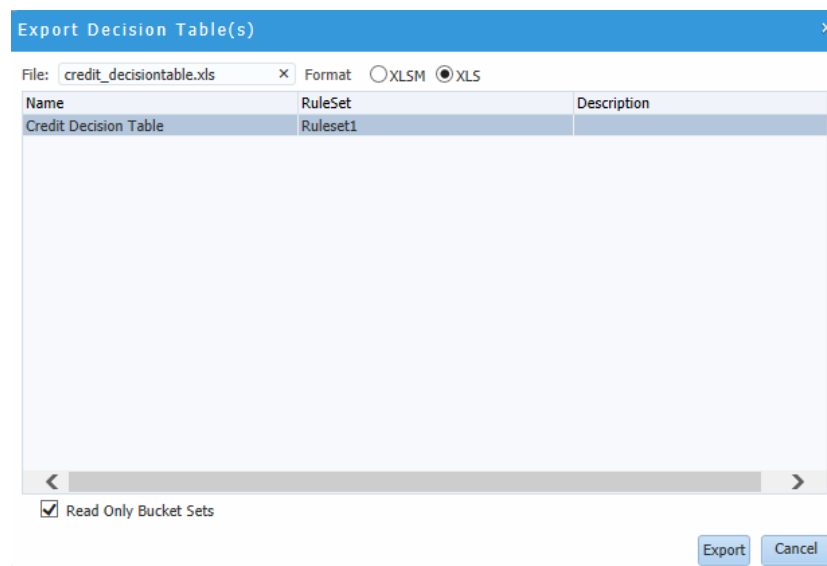 Export Decision Table(s) ×
File: credit_decisiontable.xls × Format XLSM XLS
Name RuleSet Description
Credit Decision Table Ruleset1
Read Only Bucket Sets
Export Cancel